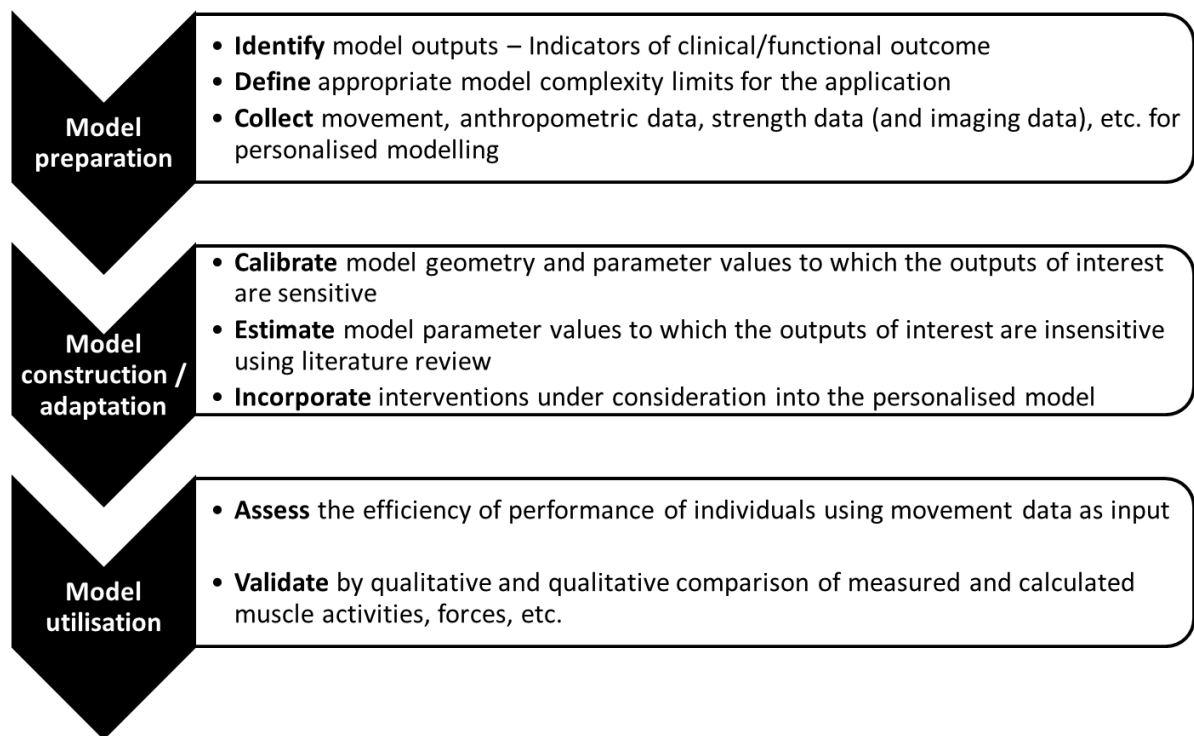 Model
preparation
• Identify model outputs – Indicators of clinical/functional outcome
• Define appropriate model complexity limits for the application
• Collect movement, anthropometric data, strength data (and imaging data), etc. for
personalised modelling
Model
construction /
adaptation
• Calibrate model geometry and parameter values to which the outputs of interest
are sensitive
• Estimate model parameter values to which the outputs of interest are insensitive
using literature review
• Incorporate interventions under consideration into the personalised model
Model
utilisation
• Assess the efficiency of performance of individuals using movement data as input
• Validate by qualitative and qualitative comparison of measured and calculated
muscle activities, forces, etc.